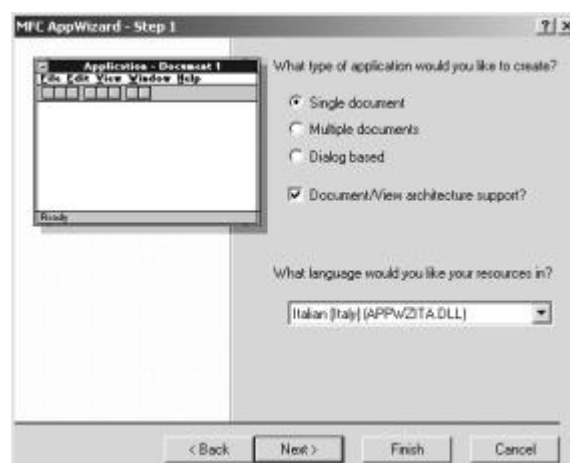 MFC AppWizard - Step 1
Application - Document 1
File Edit View Window Help
Ready
What type of application would you like to create?
Single document
Multiple documents
Dialog based
Document/View architecture support?
What language would you like your resources in?
Italian [Italy] (APPWZITA.DLL)
< Back Next > Finish Cancel